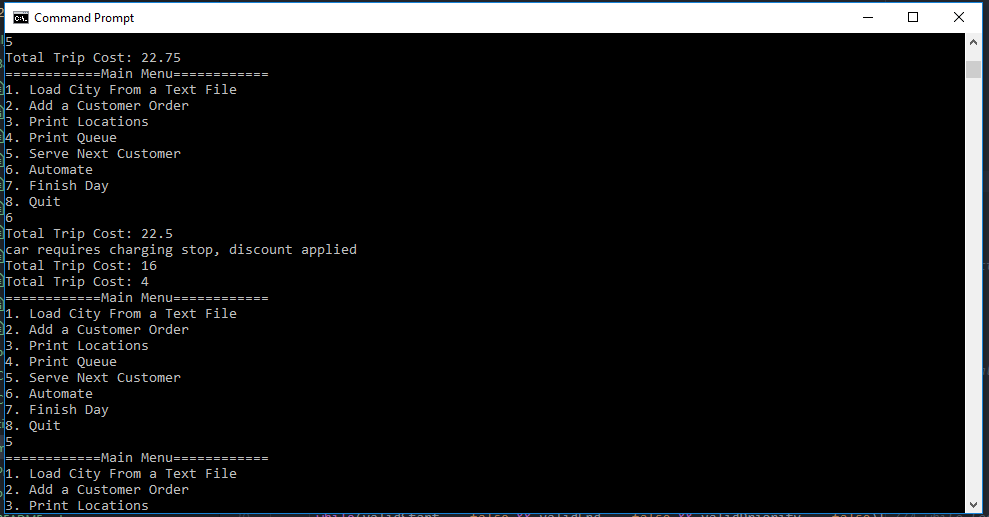 Command Prompt
5
Total Trip Cost: 22.75
============Main Menu============
1. Load City From a Text File
2. Add a Customer Order
3. Print Locations
4. Print Queue
5. Serve Next Customer
6. Automate
7. Finish Day
8. Quit
6
Total Trip Cost: 22.5
car requires charging stop, discount applied
Total Trip Cost: 16
Total Trip Cost: 4
============Main Menu============
1. Load City From a Text File
2. Add a Customer Order
3. Print Locations
4. Print Queue
5. Serve Next Customer
6. Automate
7. Finish Day
8. Quit
5
============Main Menu============
1. Load City From a Text File
2. Add a Customer Order
3. Print Locations